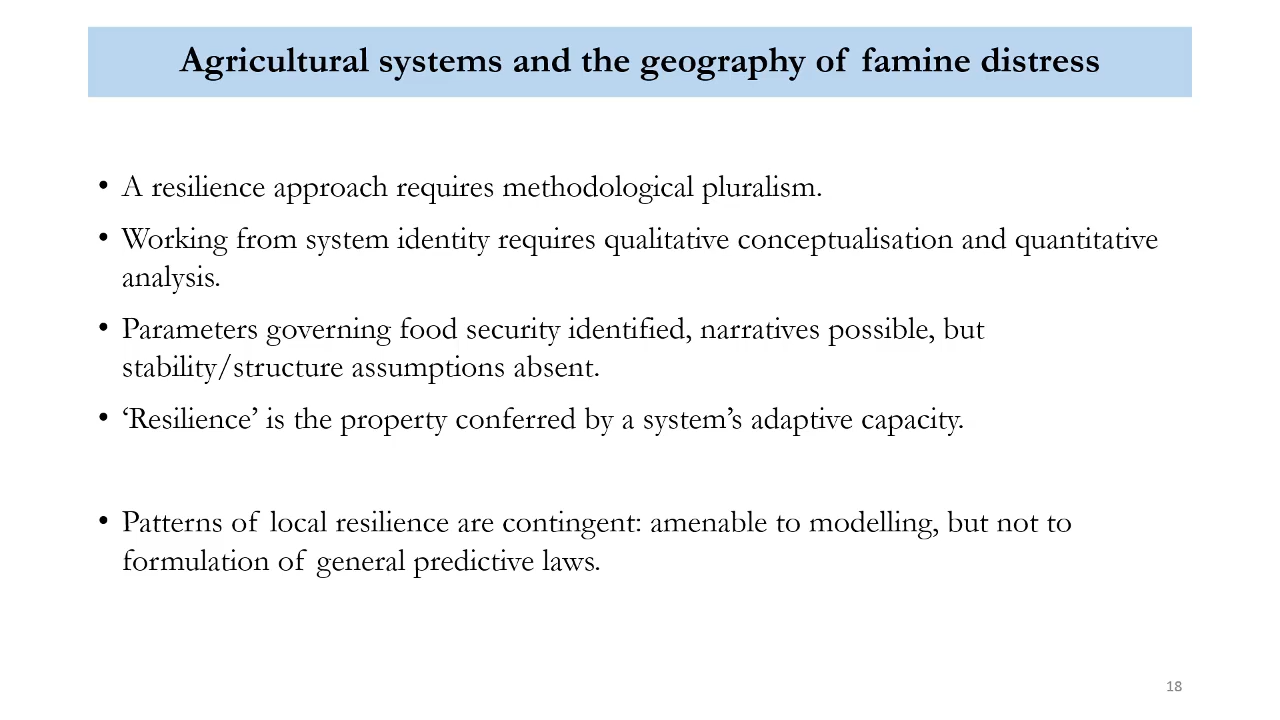 Agricultural systems and the geography of famine distress
• A resilience approach requires methodological pluralism.
• Working from system identity requires qualitative conceptualisation and quantitative
analysis.
• Parameters governing food security identified, narratives possible, but
stability/structure assumptions absent.
• ‘Resilience’ is the property conferred by a system’s adaptive capacity.
• Patterns of local resilience are contingent: amenable to modelling, but not to
formulation of general predictive laws.
18